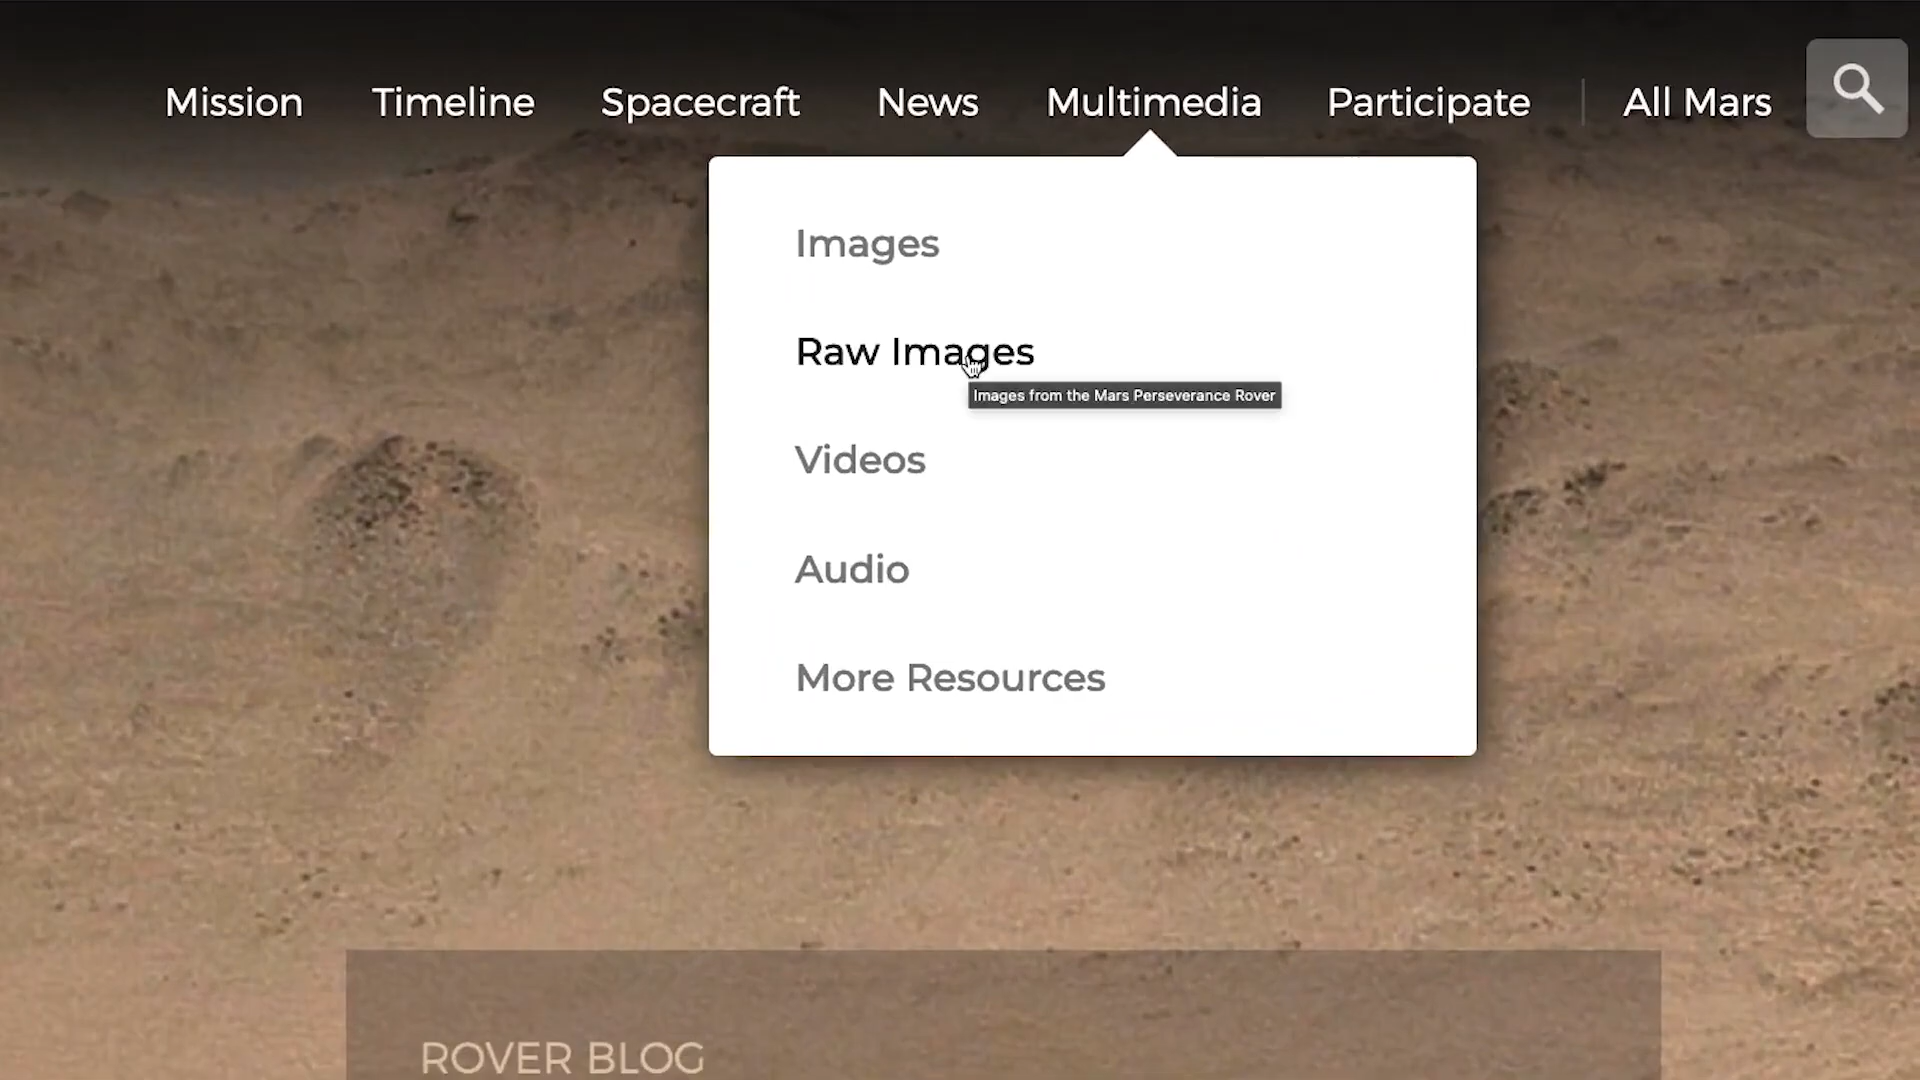 Mission Timeline Spacecraft News Multimedia Participate All Mars
Images
Raw Images
Images from the Mars Perseverance Rover
Videos
Audio
More Resources
ROVER BLOG